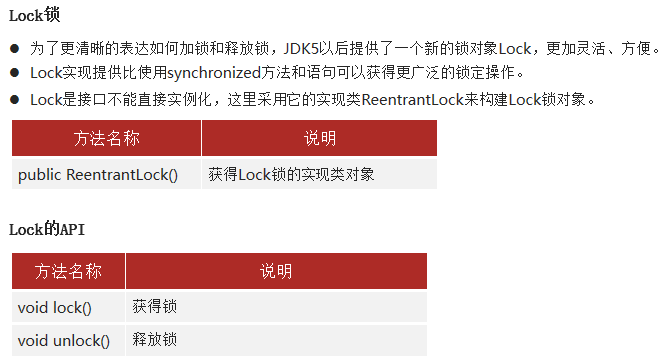 Lock锁
● 为了更清晰的表达如何加锁和释放锁，JDK5以后提供了一个新的锁对象Lock，更加灵活、方便。
● Lock实现提供比使用synchronized方法和语句可以获得更广泛的锁定操作。
● Lock是接口不能直接实例化，这里采用它的实现类ReentrantLock来构建Lock锁对象。
方法名称 说明
public ReentrantLock() 获得Lock锁的实现类对象
Lock的API
方法名称 说明
void lock() 获得锁
void unlock() 释放锁